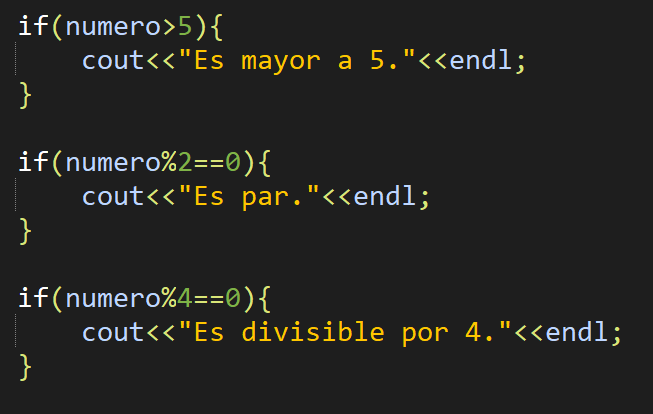 if(numero>5){
    cout<<"Es mayor a 5."<<endl;
}

if(numero%2==0){
    cout<<"Es par."<<endl;
}

if(numero%4==0){
    cout<<"Es divisible por 4."<<endl;
}